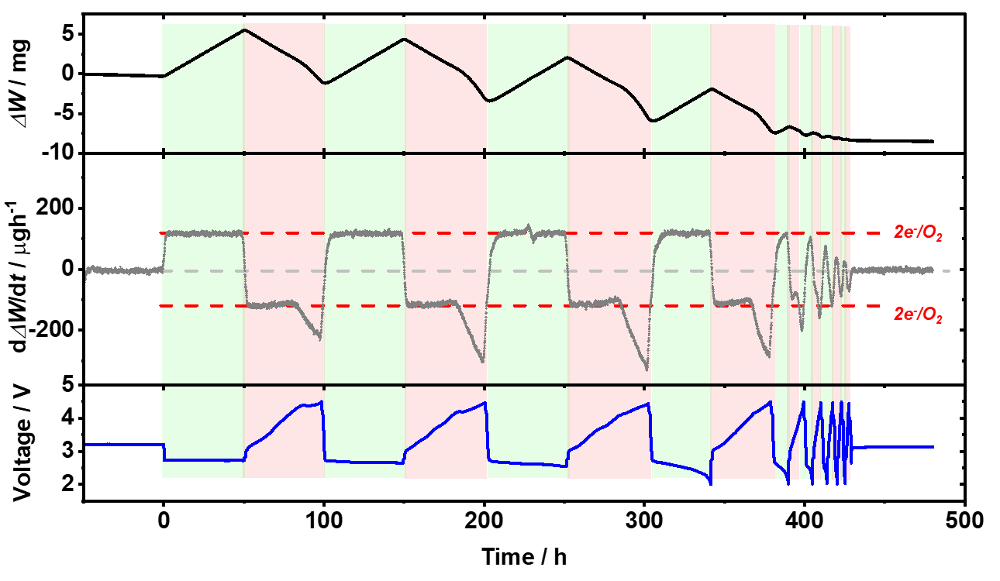 ΔW / mg
5
0
-5
-10
dΔW/dt / μgh⁻¹
200
0
-200
2e⁻/O₂
2e⁻/O₂
Voltage / V
5
4
3
2
0 100 200 300 400 500
Time / h